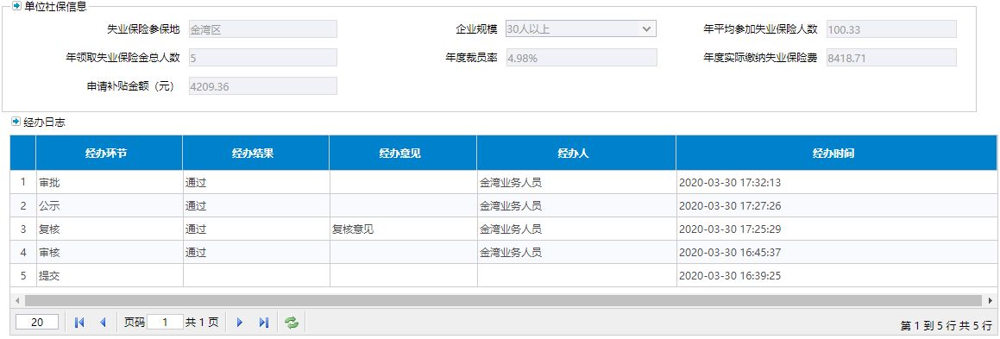 单位社保信息
失业保险参保地 金湾区 企业规模 30人以上 年平均参加失业保险人数 100.33
年领取失业保险金总人数 5 年度裁员率 4.98% 年度实际缴纳失业保险费 8418.71
申请补贴金额（元） 4209.36
经办日志
经办环节 经办结果 经办意见 经办人 经办时间
1 审批 通过 金湾业务人员 2020-03-30 17:32:13
2 公示 通过 金湾业务人员 2020-03-30 17:27:26
3 复核 通过 复核意见 金湾业务人员 2020-03-30 17:25:29
4 审核 通过 金湾业务人员 2020-03-30 16:45:37
5 提交 2020-03-30 16:39:25
20 页码 1 共 1 页 第 1 到 5 行 共 5 行